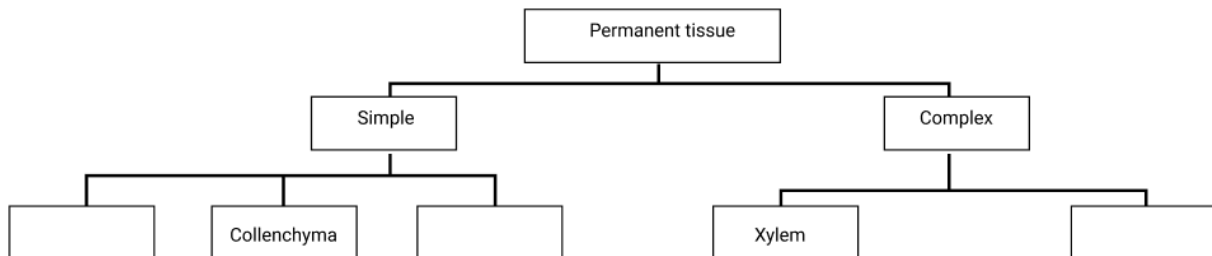 Permanent tissue
Simple
Complex
Collenchyma
Xylem